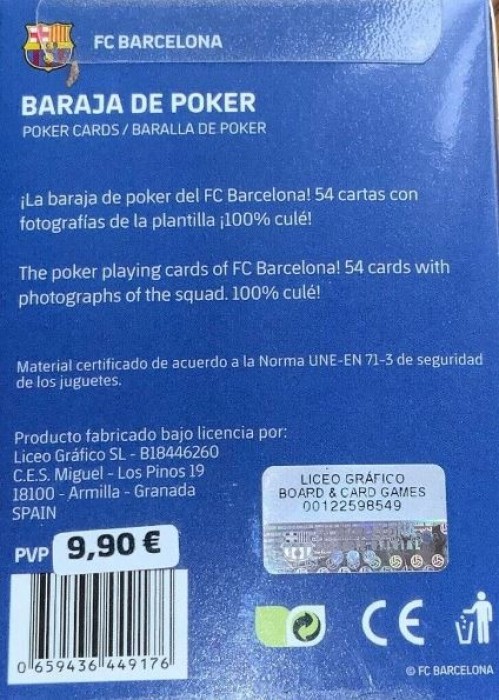 FC BARCELONA
BARAJA DE POKER
POKER CARDS / BARALLA DE POKER
¡La baraja de poker del FC Barcelona! 54 cartas con
fotografías de la plantilla ¡100% culé!
The poker playing cards of FC Barcelona! 54 cards with
photographs of the squad. 100% culé!
Material certificado de acuerdo a la Norma UNE-EN 71-3 de seguridad
de los juguetes.
Producto fabricado bajo licencia por:
Liceo Gráfico SL - B18446260
C.E.S. Miguel - Los Pinos 19
18100 - Armilla - Granada
SPAIN
LICEO GRÁFICO
BOARD & CARD GAMES
00122598549
PVP 9,90 €
0 659436 449176
CE
© FC BARCELONA